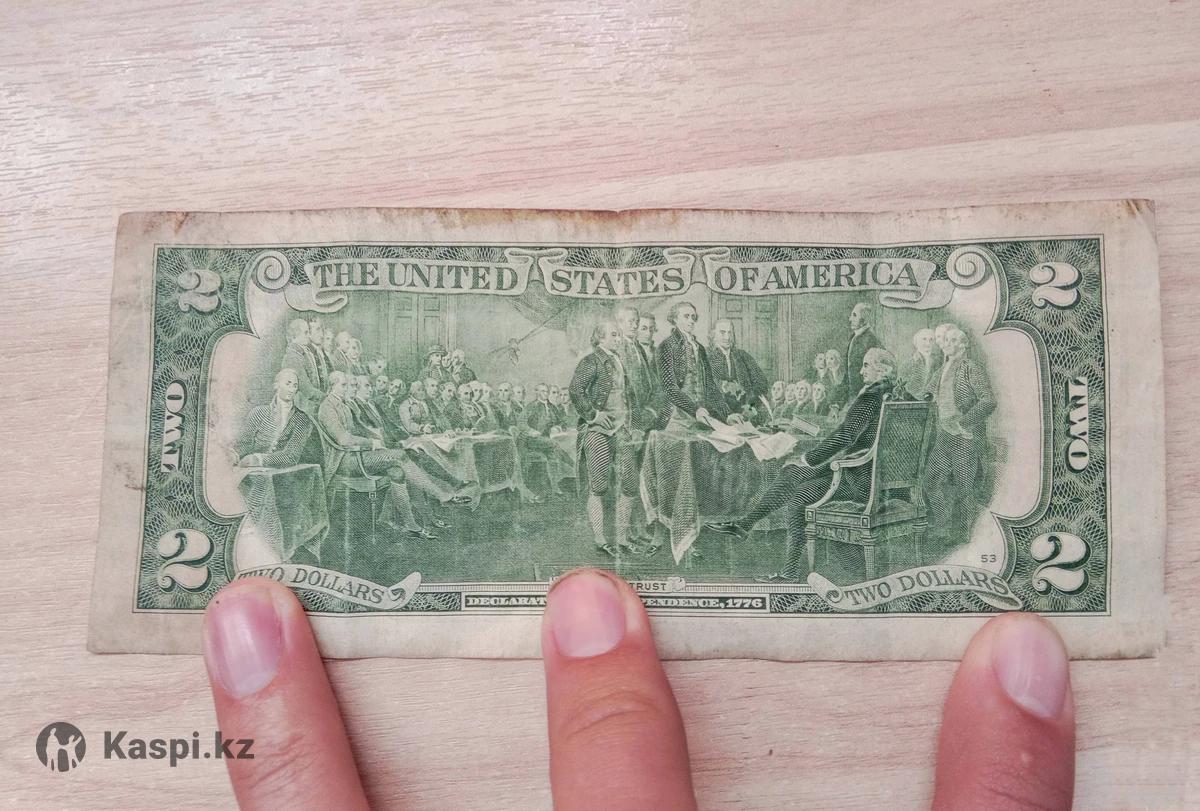 THE UNITED STATES OF AMERICA
2 2
TWO TWO
53
2 2
TWO DOLLARS TRUST TWO DOLLARS
1776
Kaspi.kz